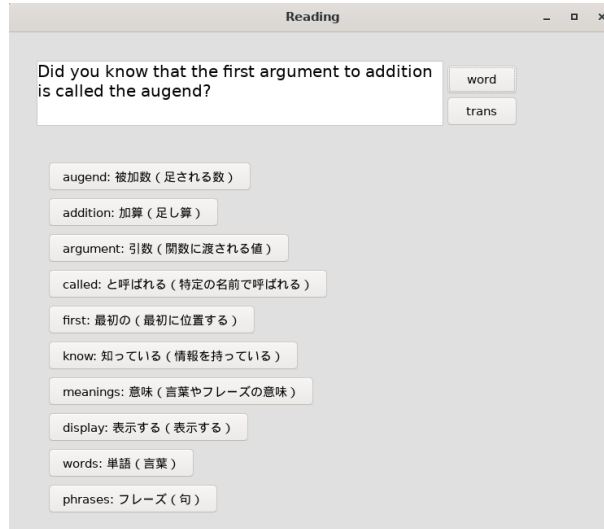 Reading
Did you know that the first argument to addition
is called the augend?
word
trans
augend: 被加数 ( 足される数 )
addition: 加算 ( 足し算 )
argument: 引数 ( 関数に渡される値 )
called: と呼ばれる ( 特定の名前で呼ばれる )
first: 最初の ( 最初に位置する )
know: 知っている ( 情報を持っている )
meanings: 意味 ( 言葉やフレーズの意味 )
display: 表示する ( 表示する )
words: 単語 ( 言葉 )
phrases: フレーズ ( 句 )